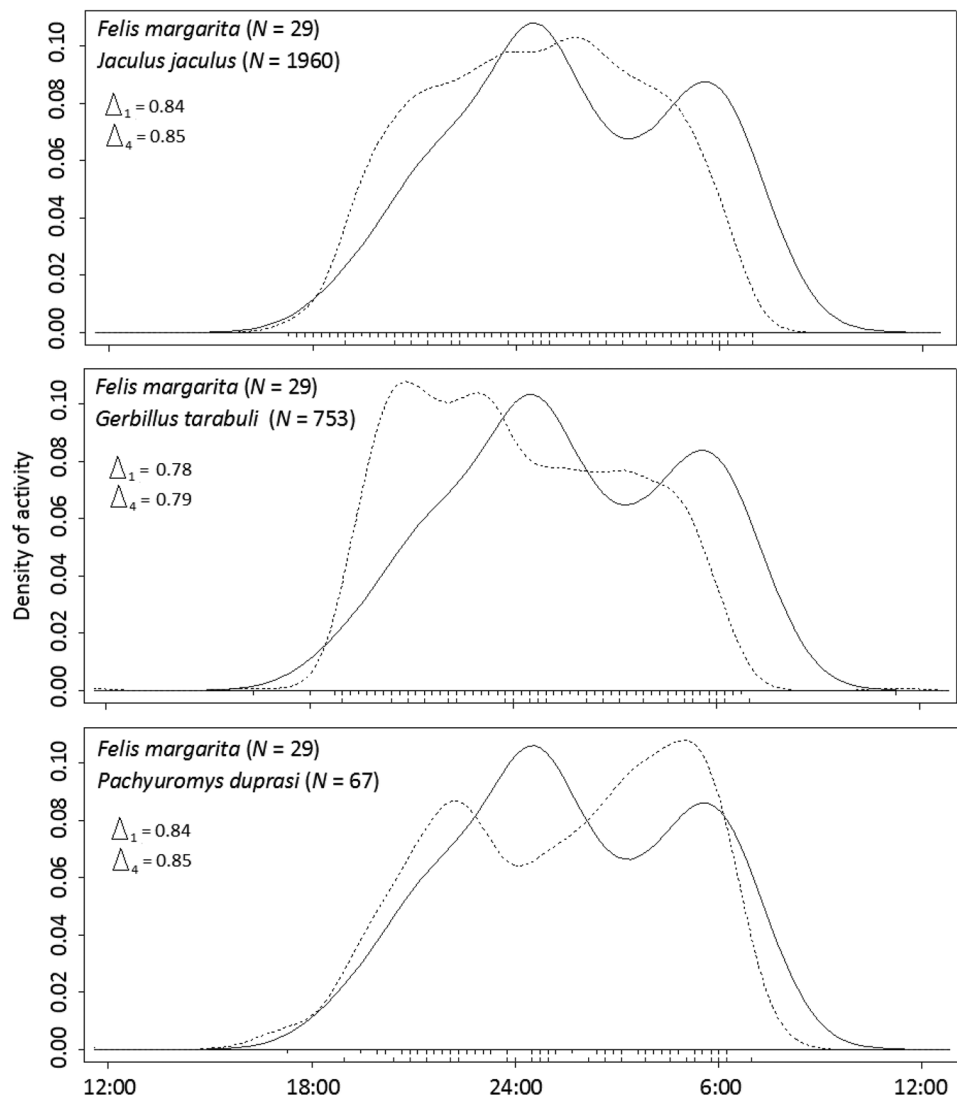 Felis margarita (N = 29)
Jaculus jaculus (N = 1960)
△1 = 0.84
△4 = 0.85
0.10
0.08
0.06
0.04
0.02
0.00
Felis margarita (N = 29)
Gerbillus tarabuli (N = 753)
△1 = 0.78
△4 = 0.79
0.10
0.08
0.06
0.04
0.02
0.00
Density of activity
Felis margarita (N = 29)
Pachyuromys duprasi (N = 67)
△1 = 0.84
△4 = 0.85
0.10
0.08
0.06
0.04
0.02
0.00
12:00 18:00 24:00 6:00 12:00